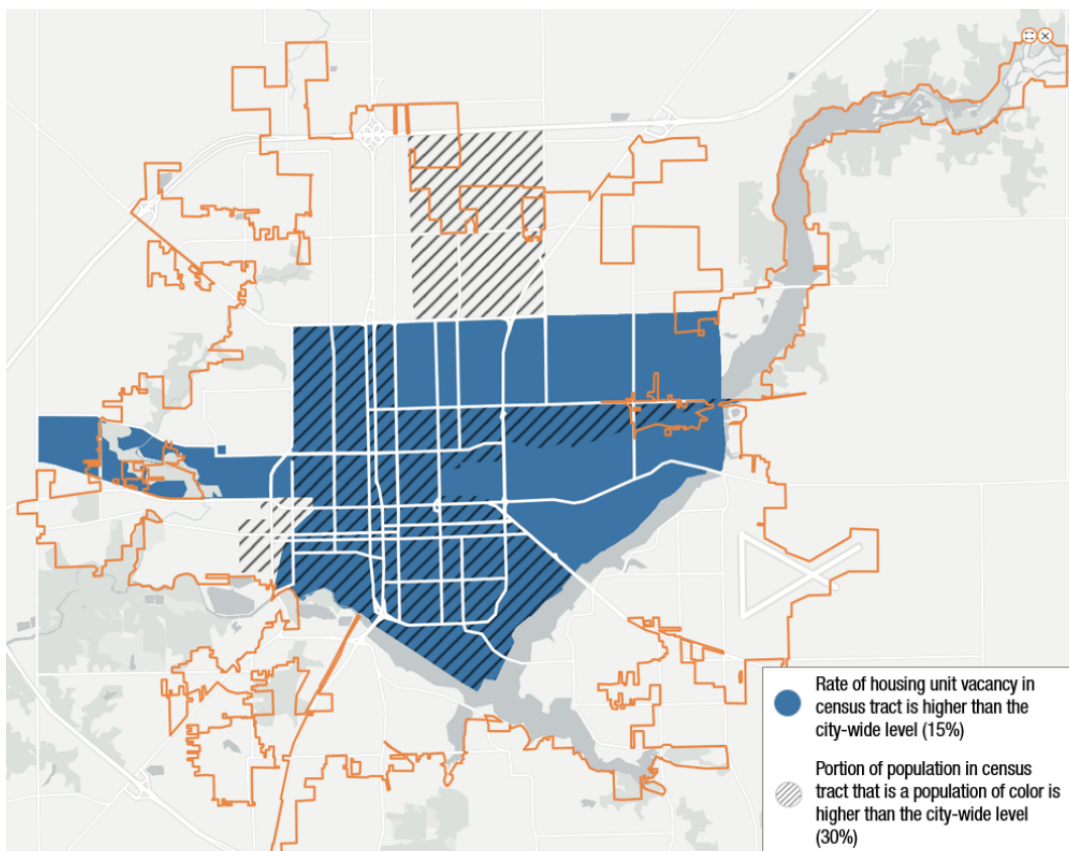 Rate of housing unit vacancy in
census tract is higher than the
city-wide level (15%)
Portion of population in census
tract that is a population of color is
higher than the city-wide level
(30%)